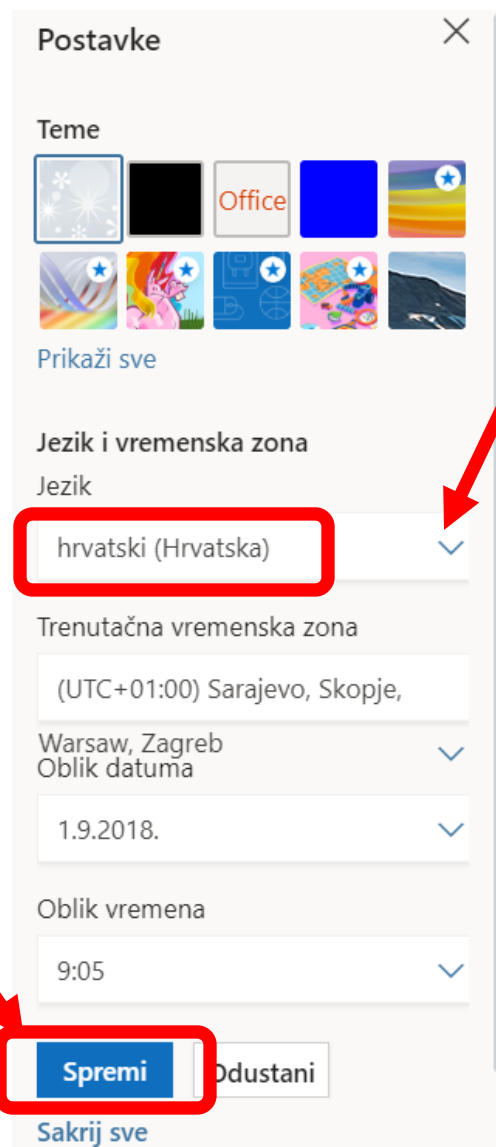 Postavke
Teme
Office
Prikaži sve
Jezik i vremenska zona
Jezik
hrvatski (Hrvatska)
Trenutačna vremenska zona
(UTC+01:00) Sarajevo, Skopje,
Warsaw, Zagreb
Oblik datuma
1.9.2018.
Oblik vremena
9:05
Spremi
Odustani
Sakrij sve